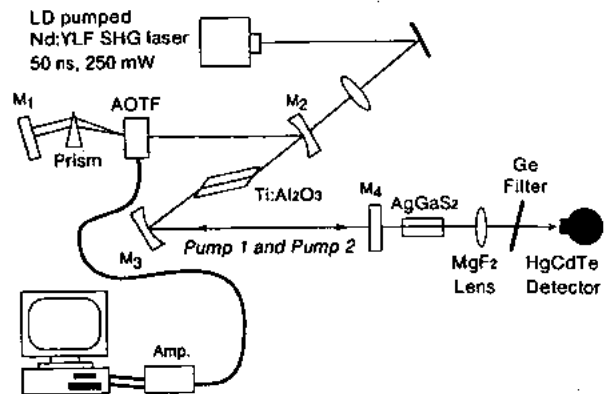 LD pumped
Nd:YLF SHG laser
50 ns, 250 mW
M1
AOTF
M2
Prism
Ti:Al2O3
M4
AgGaS2
Ge
Filter
M3
Pump 1 and Pump 2
MgF2
Lens
HgCdTe
Detector
Amp.